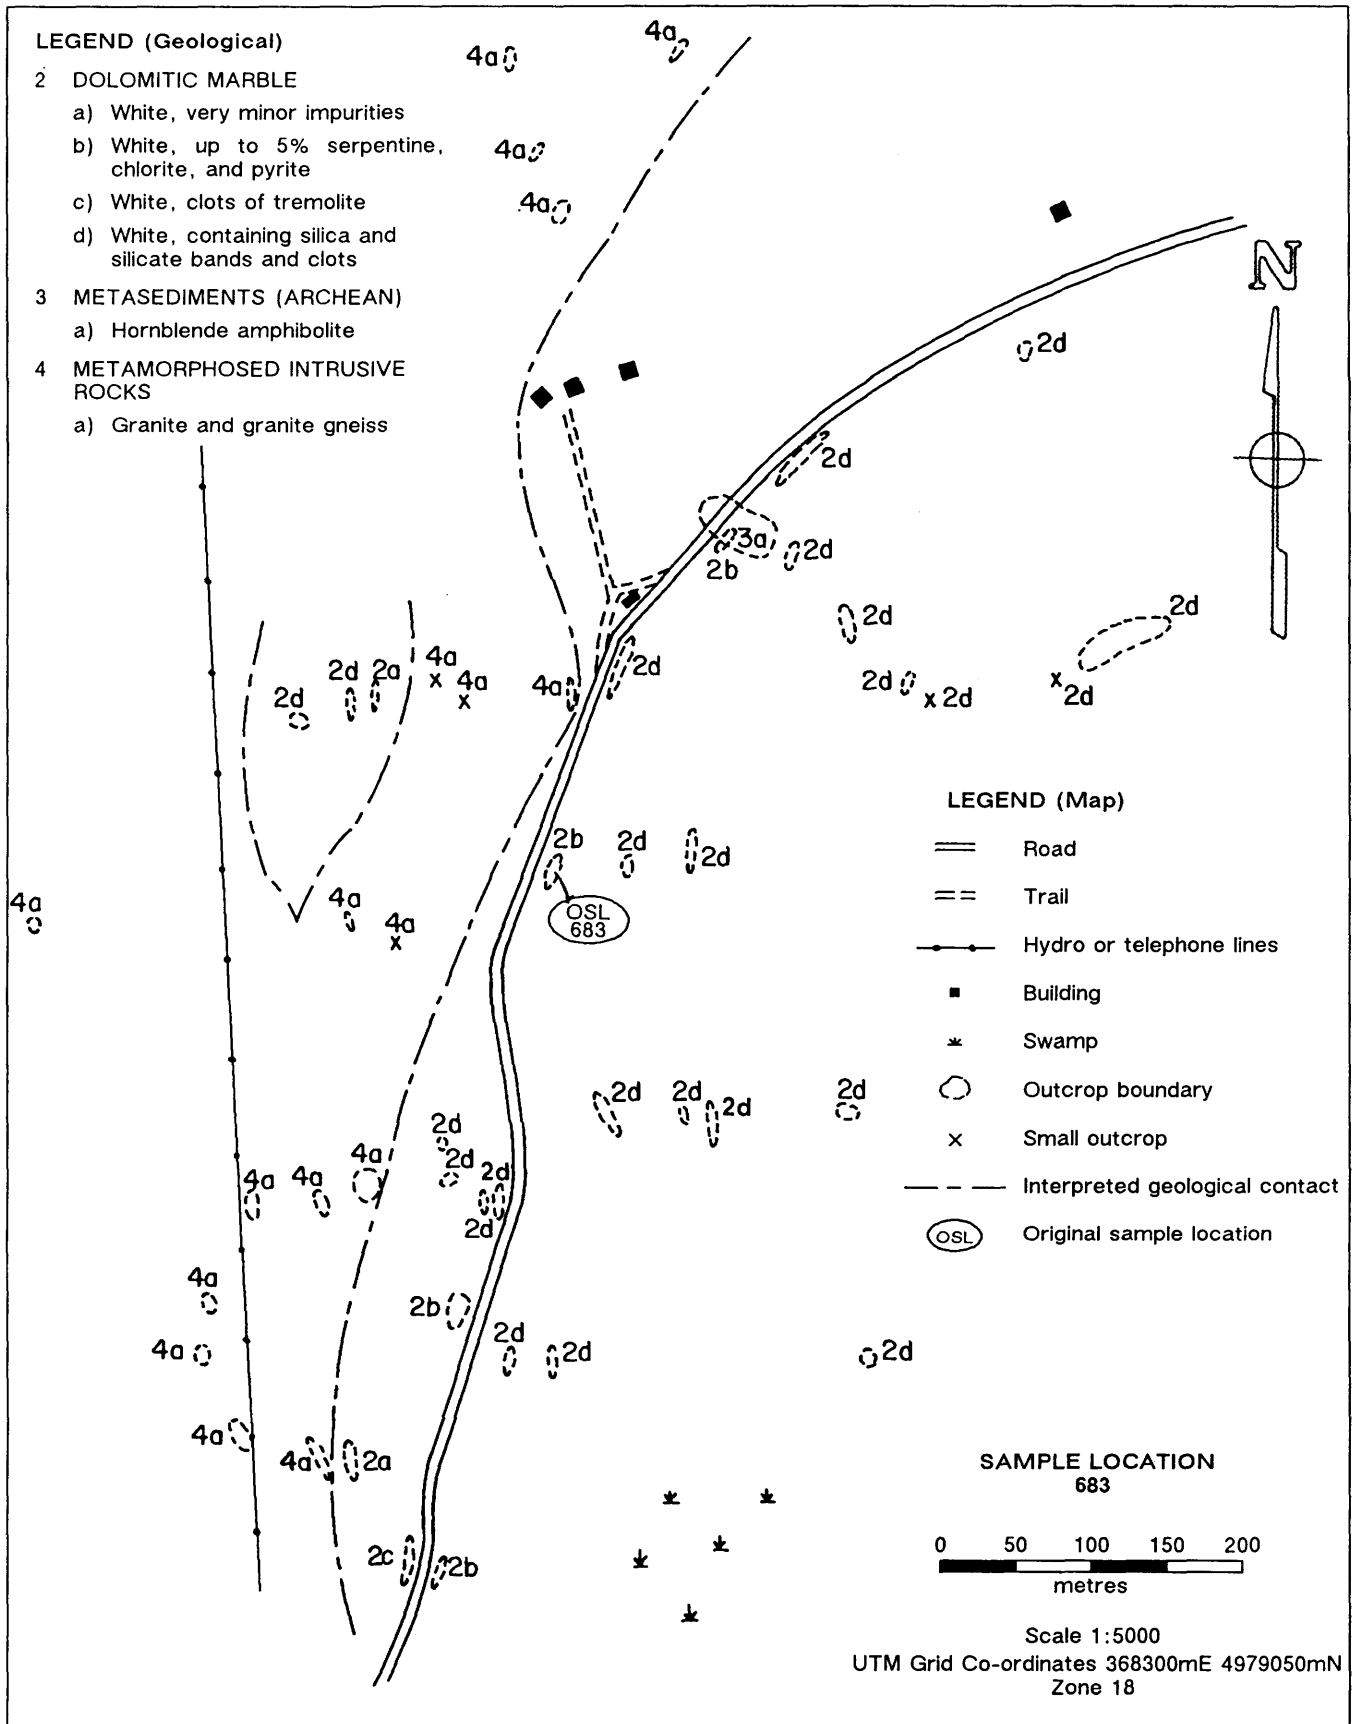 LEGEND (Geological)
2 DOLOMITIC MARBLE
a) White, very minor impurities
b) White, up to 5% serpentine,
chlorite, and pyrite
c) White, clots of tremolite
d) White, containing silica and
silicate bands and clots
3 METASEDIMENTS (ARCHEAN)
a) Hornblende amphibolite
4 METAMORPHOSED INTRUSIVE
ROCKS
a) Granite and granite gneiss
4a
4a
4a
4a
N
2d
2d
3a
2d
2b
2d
2d
2d
2d
2d
2d
2d
2a
4a
4a
4a
2d
2d
LEGEND (Map)
Road
Trail
Hydro or telephone lines
Building
Swamp
Outcrop boundary
Small outcrop
Interpreted geological contact
OSL
Original sample location
2b
2d
2d
OSL
683
4a
4a
4a
2d
2d
2d
2d
2d
2d
2d
2d
4a
4a
4a
4a
2b
2d
2d
2d
4a
4a
4a
2a
2c
2b
SAMPLE LOCATION
683
0 50 100 150 200
metres
Scale 1:5000
UTM Grid Co-ordinates 368300mE 4979050mN
Zone 18